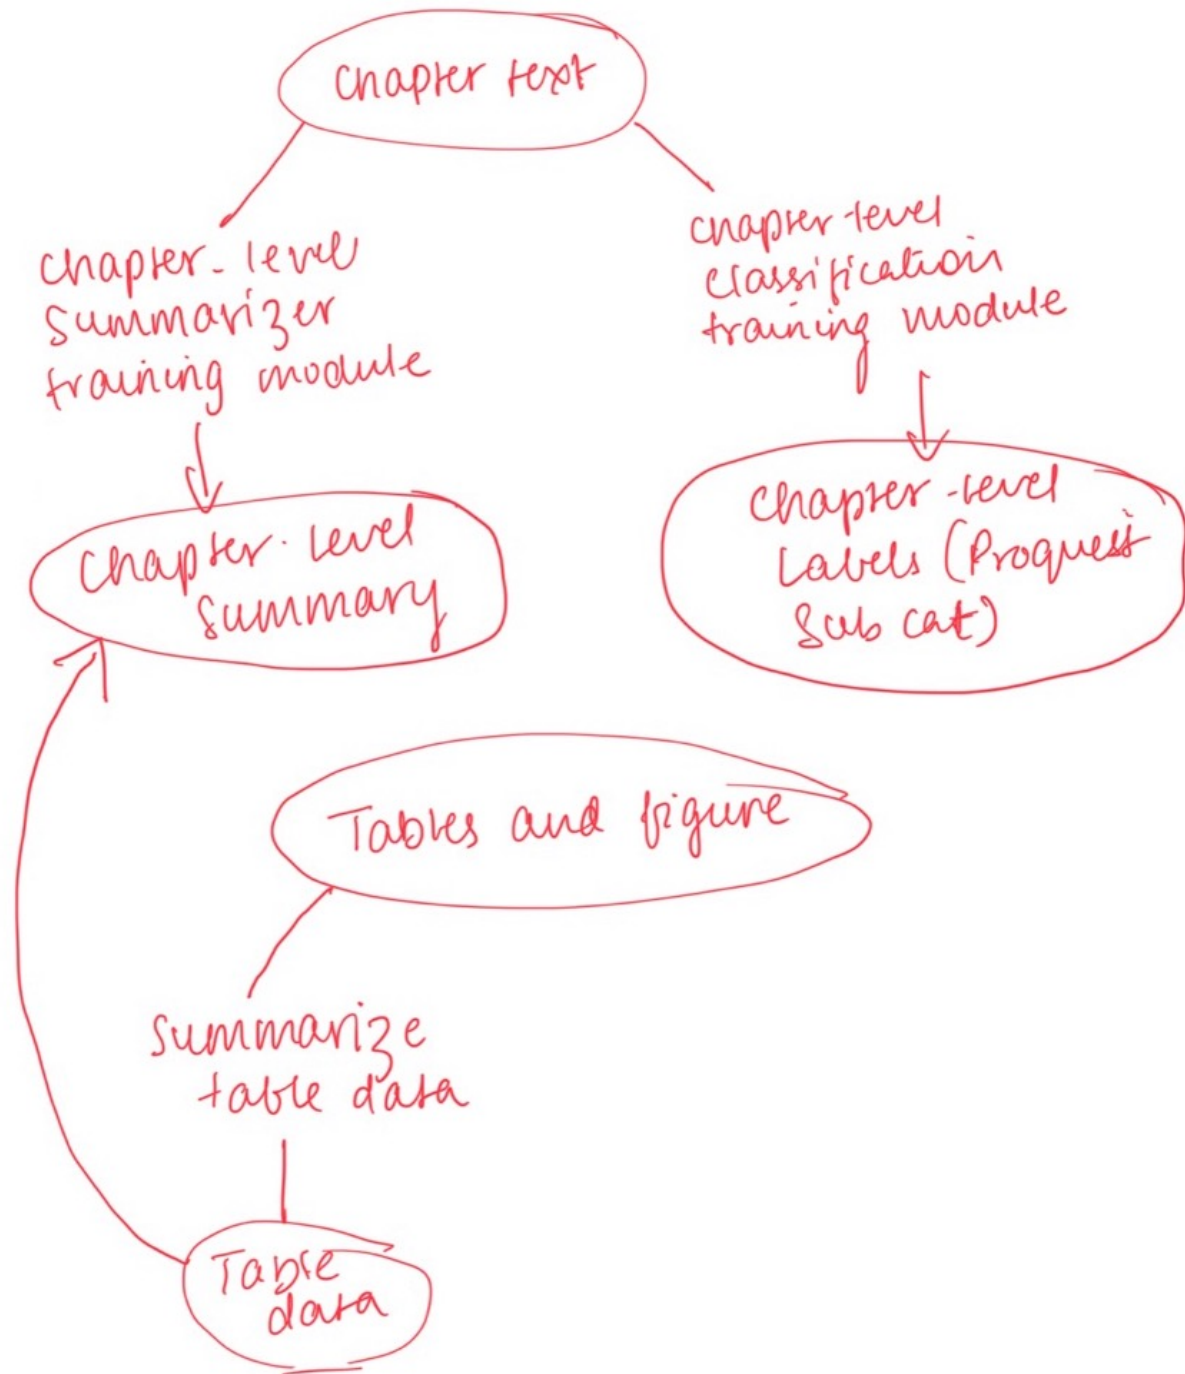 Chapter text
chapter-level
summarizer
training module
chapter-level
classification
training module
Chapter-level
summary
Chapter-level
Labels (Proquest
Sub cat)
Tables and figure
Summarize
table data
Table
data